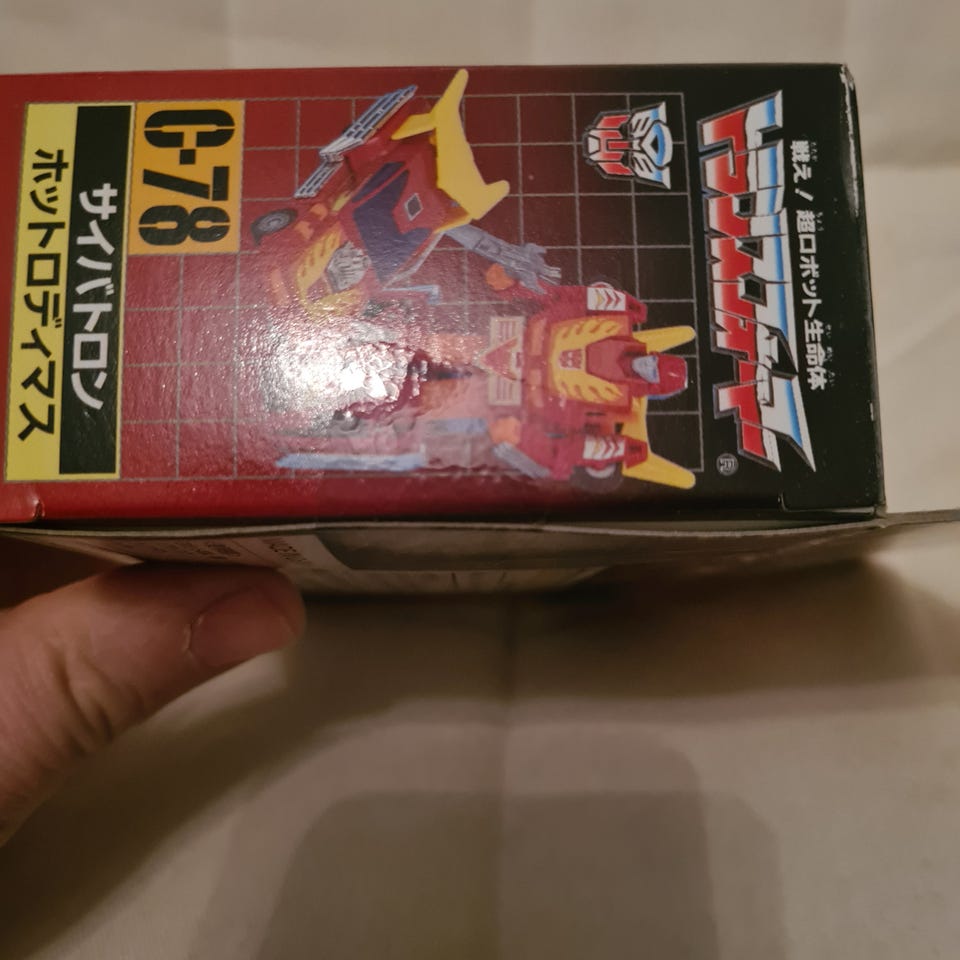 戦え！超ロボット生命体
トランスフォーマー
®
C-78
サイバトロン
ホットロディマス